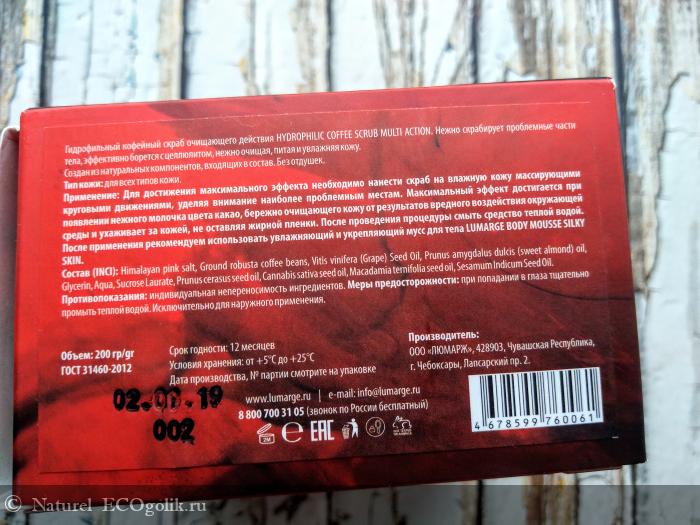 Гидрофильный кофейный скраб очищающего действия HYDROPHILIC COFFEE SCRUB MULTI ACTION. Нежно скрабирует проблемные части
тела, эффективно борется с целлюлитом, нежно очищая, питая и увлажняя кожу.
Создан из натуральных компонентов, входящих в состав. Без отдушек.
Тип кожи: для всех типов кожи.
Применение: Для достижения максимального эффекта необходимо нанести скраб на влажную кожу массирующими
круговыми движениями, уделяя внимание наиболее проблемным местам. Максимальный эффект достигается при
появлении нежного молочка цвета какао, бережно очищающего кожу от результатов вредного воздействия окружающей
среды и ухаживает за кожей, не оставляя жирной пленки. После проведения процедуры смыть средство теплой водой.
После применения рекомендуем использовать увлажняющий и укрепляющий мусс для тела LUMARGE BODY MOUSSE SILKY
SKIN.
Состав (INCI): Himalayan pink salt, Ground robusta coffee beans, Vitis vinifera (Grape) Seed Oil, Prunus amygdalus dulcis (sweet almond) oil,
Glycerin, Aqua, Sucrose Laurate, Prunus cerasus seed oil, Cannabis sativa seed oil, Macadamia temifolia seed oil, Sesamum Indicum Seed Oil.
Противопоказания: индивидуальная непереносимость ингредиентов. Меры предосторожности: при попадании в глаза тщательно
промыть теплой водой. Исключительно для наружного применения.
Объем: 200 гр/gr
ГОСТ 31460-2012
Срок годности: 12 месяцев
Условия хранения: от +5°C до +25°C
Дата производства, № партии смотрите на упаковке
www.lumarge.ru | e-mail: info@lumarge.ru
8 800 700 31 05 (звонок по России бесплатный)
Производитель:
ООО «ЛЮМАРЖ», 428903, Чувашская Республика,
г. Чебоксары, Лапсарский пр. 2.
19
002
2M
CE EAC
4 678599 760061
© Naturel ECOgolik.ru